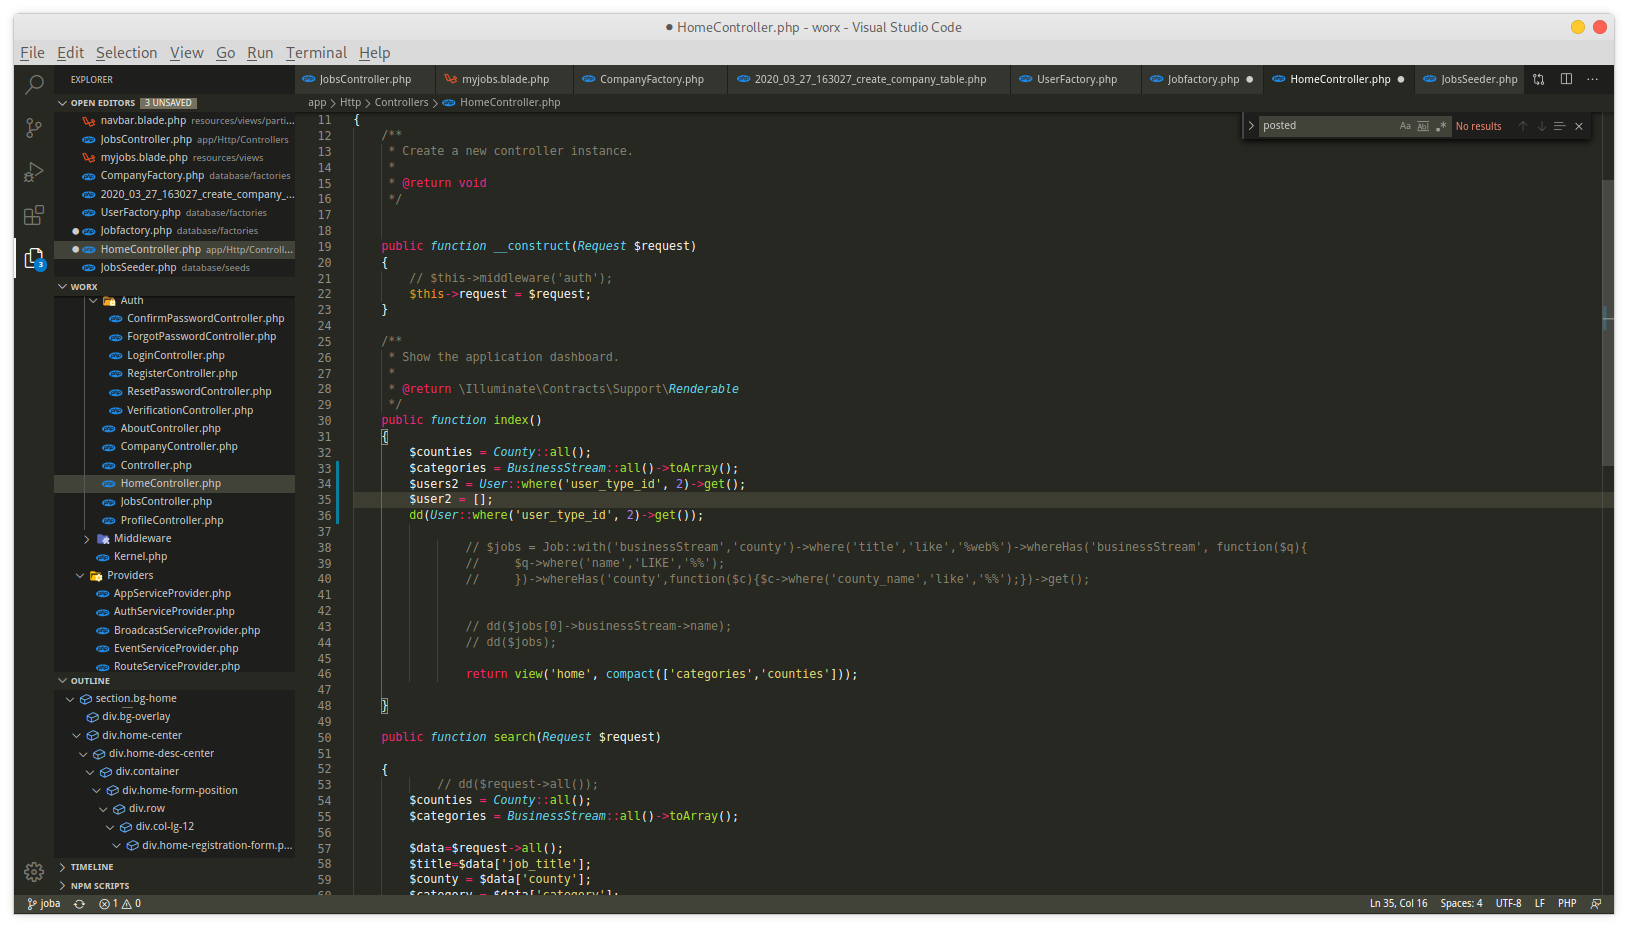 ● HomeController.php - worx - Visual Studio Code
File Edit Selection View Go Run Terminal Help
EXPLORER
OPEN EDITORS 3 UNSAVED
navbar.blade.php resources/views/parti...
JobsController.php app/Http/Controllers
myjobs.blade.php resources/views
CompanyFactory.php database/factories
2020_03_27_163027_create_company_...
UserFactory.php database/factories
● Jobfactory.php database/factories
● HomeController.php app/Http/Controll...
JobsSeeder.php database/seeds
WORX
Auth
ConfirmPasswordController.php
ForgotPasswordController.php
LoginController.php
RegisterController.php
ResetPasswordController.php
VerificationController.php
AboutController.php
CompanyController.php
Controller.php
HomeController.php
JobsController.php
ProfileController.php
Middleware
Kernel.php
Providers
AppServiceProvider.php
AuthServiceProvider.php
BroadcastServiceProvider.php
EventServiceProvider.php
RouteServiceProvider.php
OUTLINE
section.bg-home
div.bg-overlay
div.home-center
div.home-desc-center
div.container
div.home-form-position
div.row
div.col-lg-12
div.home-registration-form.p...
TIMELINE
NPM SCRIPTS
3
JobsController.php myjobs.blade.php CompanyFactory.php 2020_03_27_163027_create_company_table.php UserFactory.php Jobfactory.php ● HomeController.php ● JobsSeeder.php ...
app > Http > Controllers > HomeController.php
posted Aa Abl .* No results
11 {
12 /**
13 * Create a new controller instance.
14 *
15 * @return void
16 */
17
18
19 public function __construct(Request $request)
20 {
21 // $this->middleware('auth');
22 $this->request = $request;
23 }
24
25 /**
26 * Show the application dashboard.
27 *
28 * @return \Illuminate\Contracts\Support\Renderable
29 */
30 public function index()
31 {
32 $counties = County::all();
33 $categories = BusinessStream::all()->toArray();
34 $users2 = User::where('user_type_id', 2)->get();
35 $user2 = [];
36 dd(User::where('user_type_id', 2)->get());
37
38 // $jobs = Job::with('businessStream','county')->where('title','like','%web%')->whereHas('businessStream', function($q){
39 // $q->where('name','LIKE','%%');
40 // })->whereHas('county',function($c){$c->where('county_name','like','%%');})->get();
41
42
43 // dd($jobs[0]->businessStream->name);
44 // dd($jobs);
45
46 return view('home', compact(['categories','counties']));
47
48 }
49
50 public function search(Request $request)
51
52 {
53 // dd($request->all());
54 $counties = County::all();
55 $categories = BusinessStream::all()->toArray();
56
57 $data=$request->all();
58 $title=$data['job_title'];
59 $county = $data['county'];
60 $category = $data['category'];
joba 1 0 Ln 35, Col 16 Spaces: 4 UTF-8 LF PHP